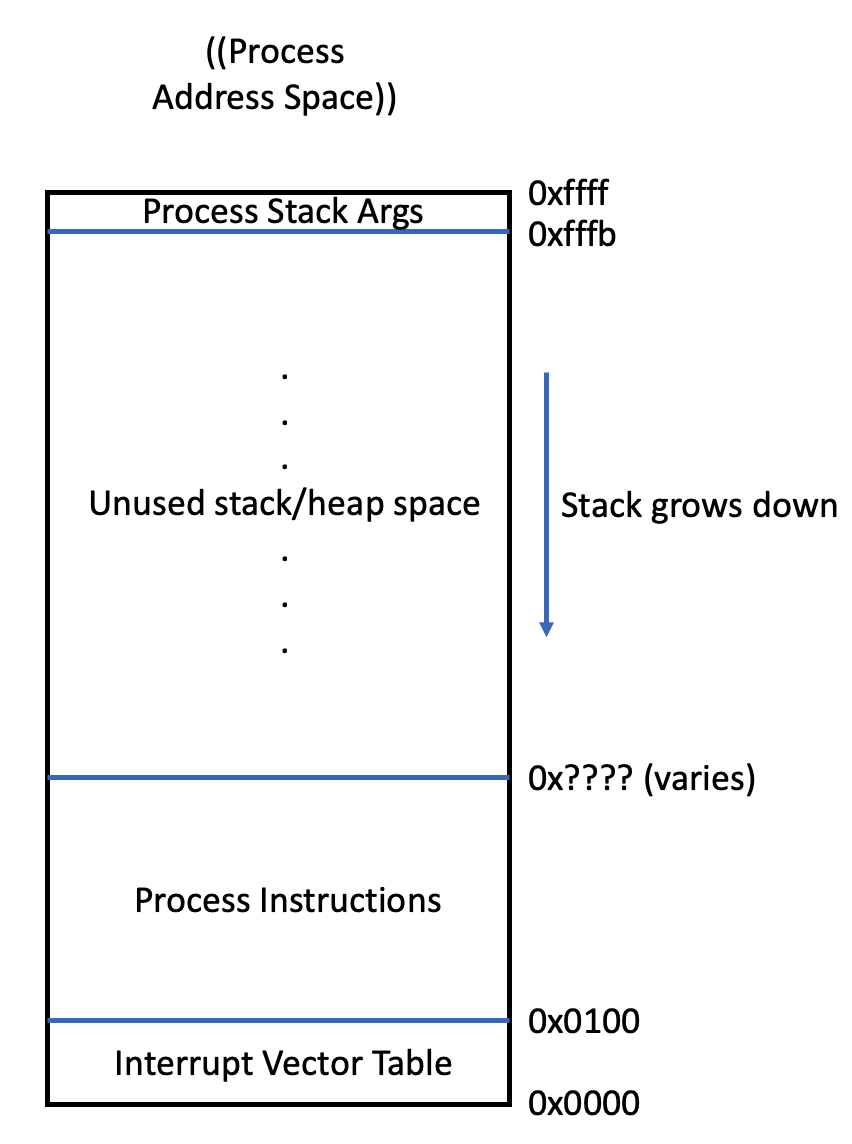 ((Process
Address Space))
0xffff
Process Stack Args
0xfffb
.
.
.
Unused stack/heap space
Stack grows down
.
.
.
0x???? (varies)
Process Instructions
0x0100
Interrupt Vector Table
0x0000